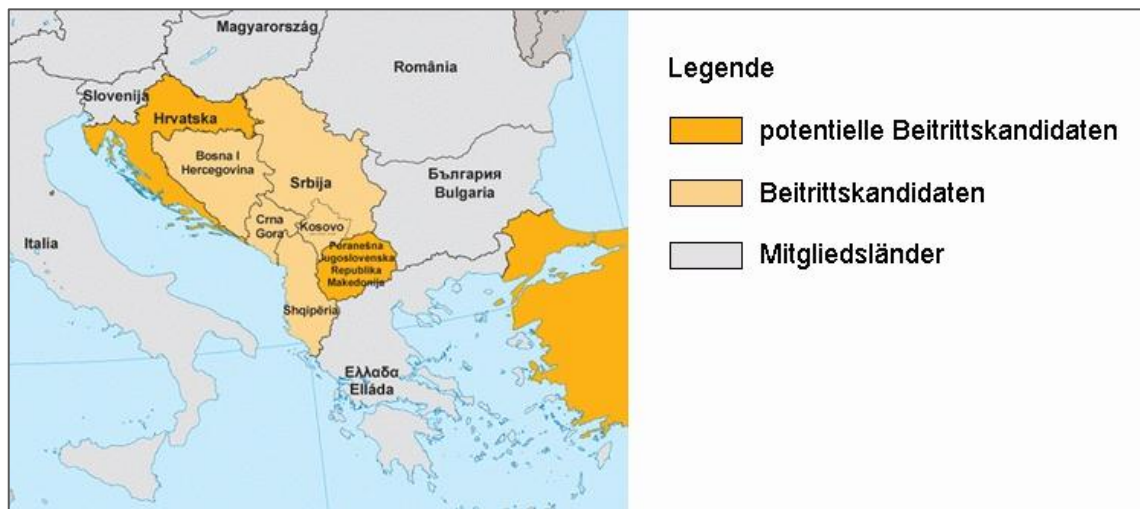 Magyarország
România
Slovenija
Hrvatska
Bosna I
Hercegovina
Srbija
България
Bulgaria
Crna
Gora
Kosovo
Italia
Peranešna
Jugoslovenska
Republika
Makedonija
Shqipëria
Ελλαδα
Elláda
Legende
potentielle Beitrittskandidaten
Beitrittskandidaten
Mitgliedsländer